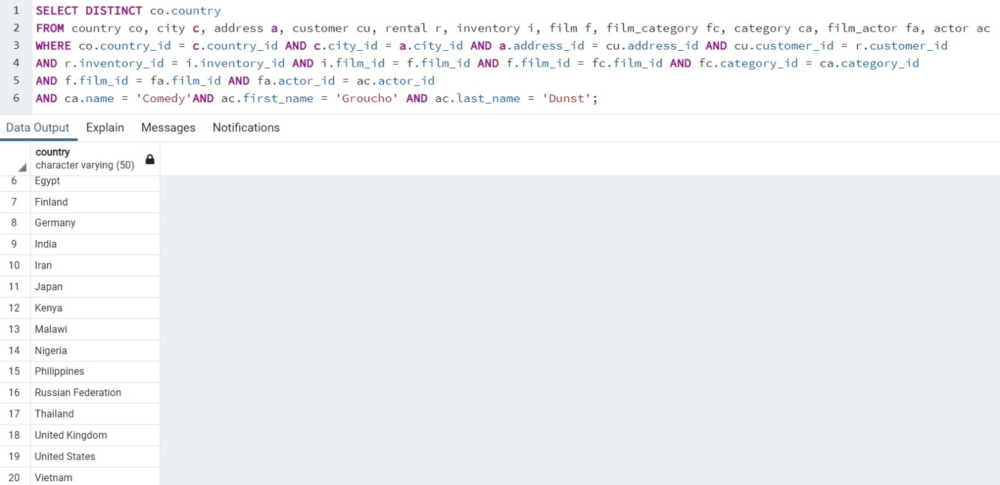 1 SELECT DISTINCT co.country
2 FROM country co, city c, address a, customer cu, rental r, inventory i, film f, film_category fc, category ca, film_actor fa, actor ac
3 WHERE co.country_id = c.country_id AND c.city_id = a.city_id AND a.address_id = cu.address_id AND cu.customer_id = r.customer_id
4 AND r.inventory_id = i.inventory_id AND i.film_id = f.film_id AND f.film_id = fc.film_id AND fc.category_id = ca.category_id
5 AND f.film_id = fa.film_id AND fa.actor_id = ac.actor_id
6 AND ca.name = 'Comedy'AND ac.first_name = 'Groucho' AND ac.last_name = 'Dunst';
Data Output Explain Messages Notifications
country
character varying (50)
6 Egypt
7 Finland
8 Germany
9 India
10 Iran
11 Japan
12 Kenya
13 Malawi
14 Nigeria
15 Philippines
16 Russian Federation
17 Thailand
18 United Kingdom
19 United States
20 Vietnam